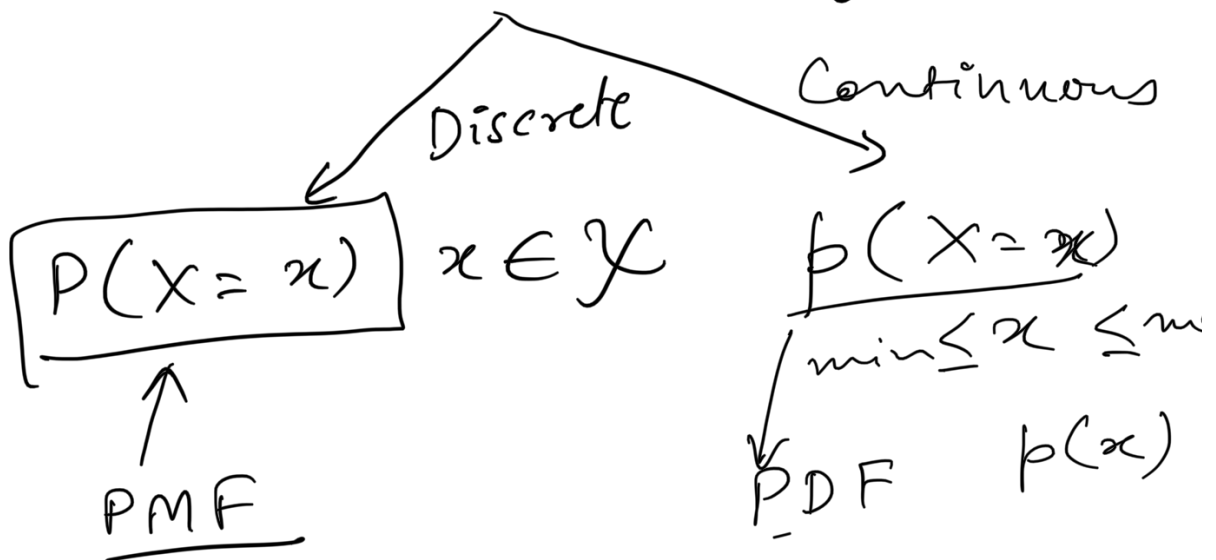 Continuous
Discrete
P(X = x) x ∈ 𝒳 p(X = x)
min ≤ x ≤
PMF PDF p(x)